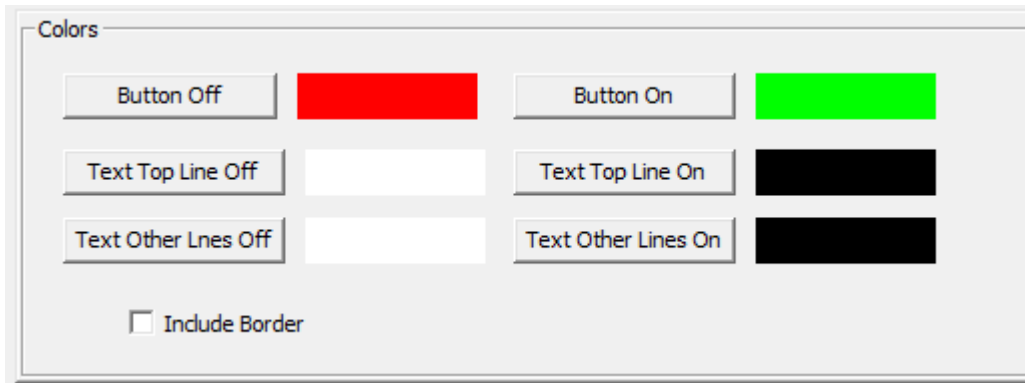 Colors
Button Off
Button On
Text Top Line Off
Text Top Line On
Text Other Lnes Off
Text Other Lines On
Include Border